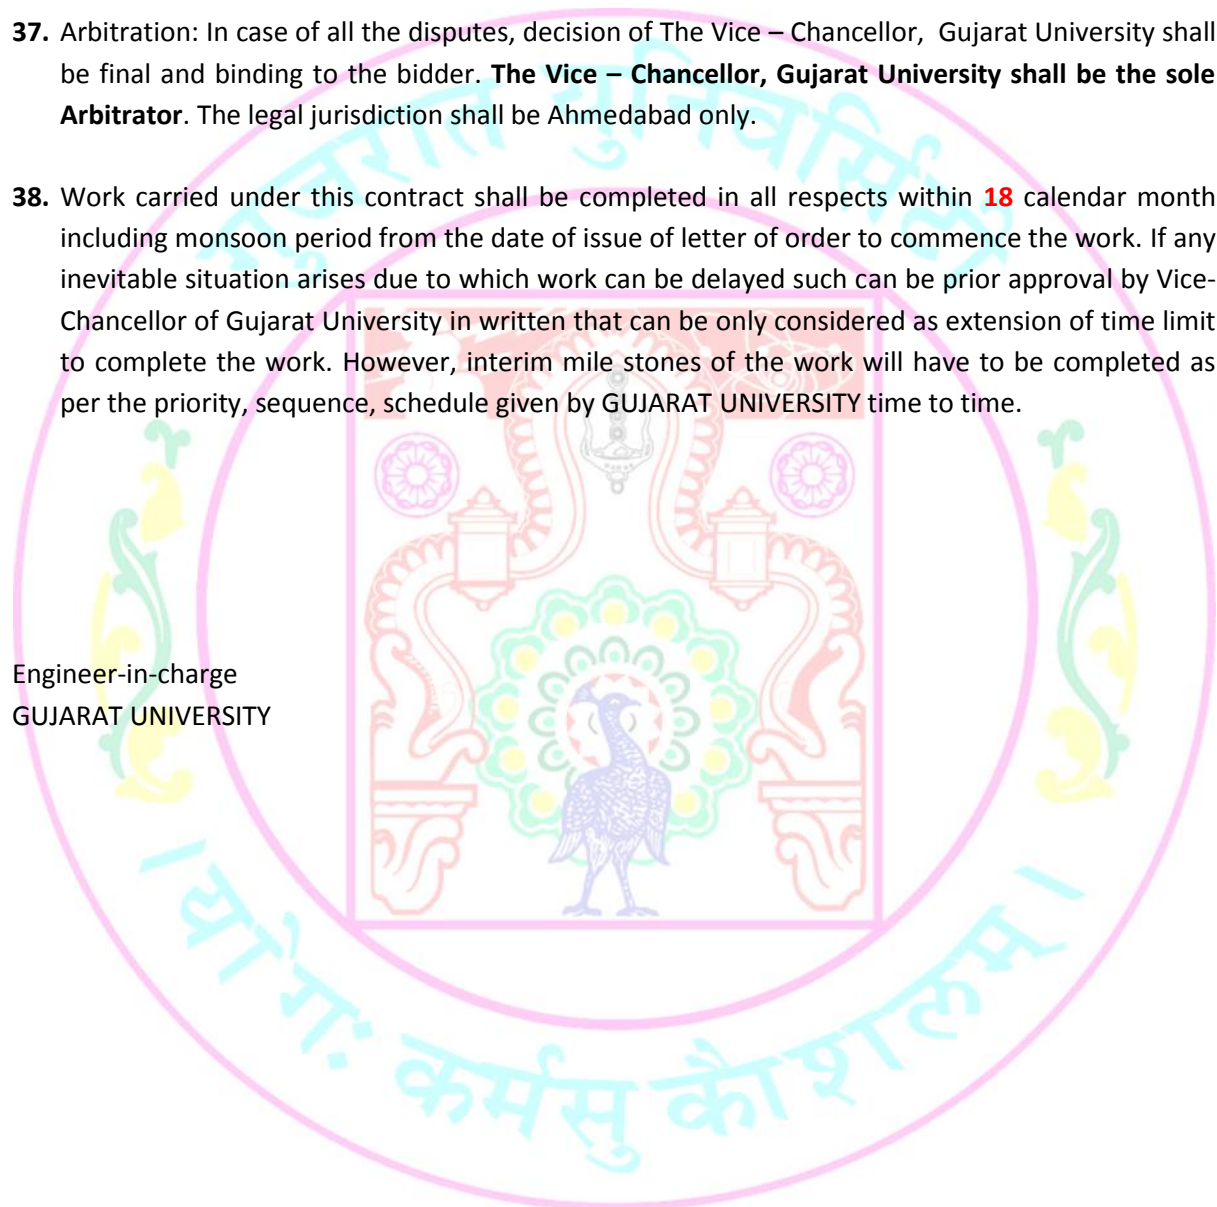 गुजरात युनिवर्सिटी
37. Arbitration: In case of all the disputes, decision of The Vice – Chancellor, Gujarat University shall
be final and binding to the bidder. The Vice – Chancellor, Gujarat University shall be the sole
Arbitrator. The legal jurisdiction shall be Ahmedabad only.
38. Work carried under this contract shall be completed in all respects within 18 calendar month
including monsoon period from the date of issue of letter of order to commence the work. If any
inevitable situation arises due to which work can be delayed such can be prior approval by Vice-
Chancellor of Gujarat University in written that can be only considered as extension of time limit
to complete the work. However, interim mile stones of the work will have to be completed as
per the priority, sequence, schedule given by GUJARAT UNIVERSITY time to time.
Engineer-in-charge
GUJARAT UNIVERSITY
। योगः कर्मसु कौशलम् ।